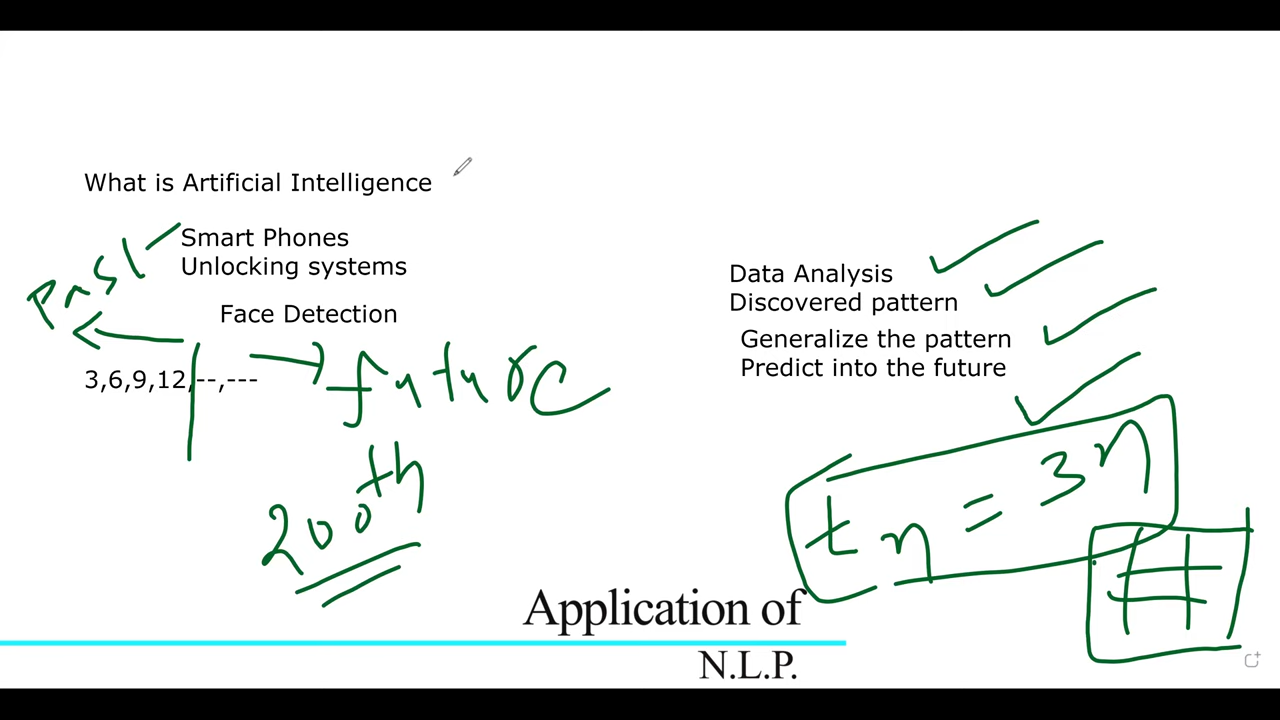 What is Artificial Intelligence
Past
Smart Phones
Unlocking systems
Face Detection
3,6,9,12,--,---
future
200th
Data Analysis
Discovered pattern
Generalize the pattern
Predict into the future
tn = 3n
Application of
N.L.P.